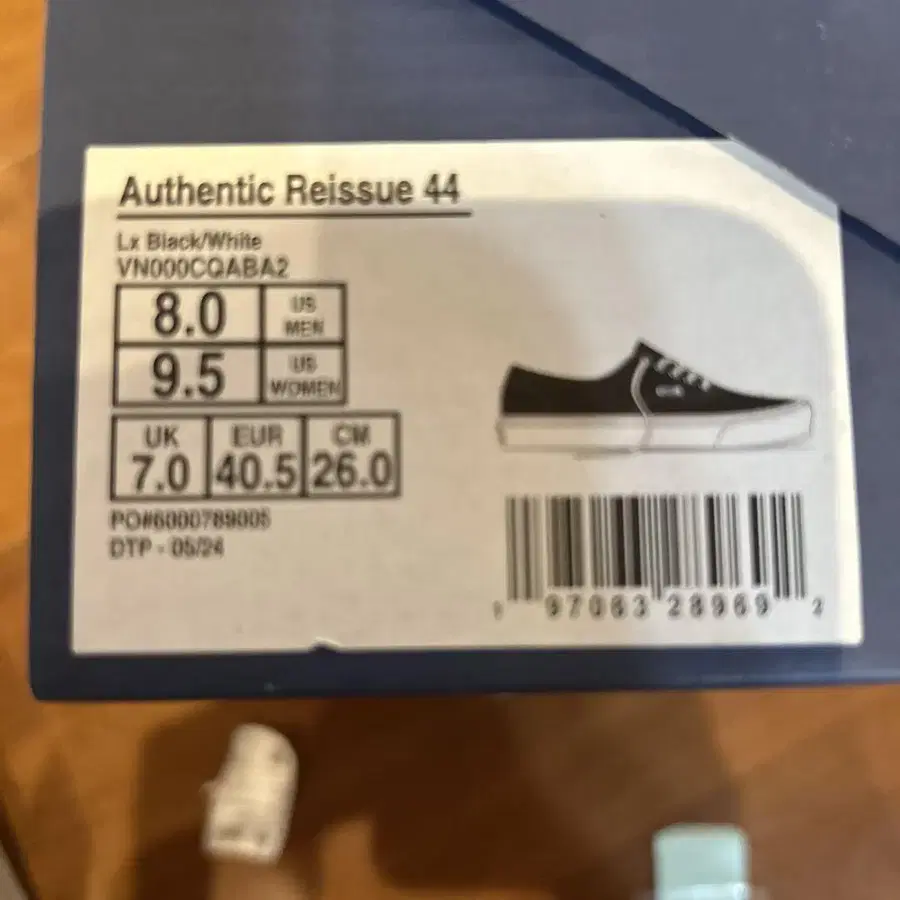 Authentic Reissue 44
Lx Black/White
VN000CQABA2
8.0 US MEN
9.5 US WOMEN
UK EUR CM
7.0 40.5 26.0
PO#6000789005
DTP - 05/24
1 97063 28969 2